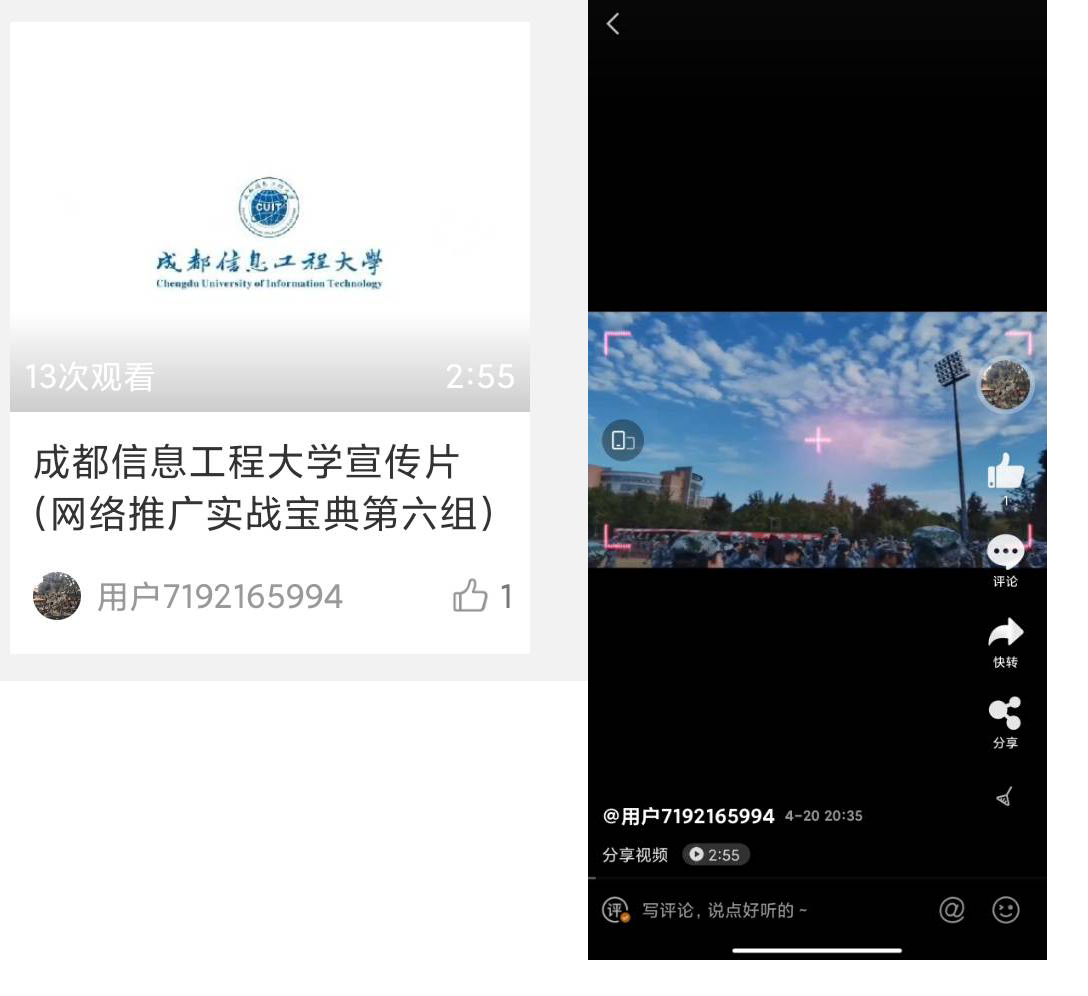 CUIT
成都信息工程大學
Chengdu University of Information Technology
13次观看
2:55
成都信息工程大学宣传片
（网络推广实战宝典第六组）
用户7192165994
1
1
评论
快转
分享
@用户7192165994 4-20 20:35
分享视频 2:55
评 写评论，说点好听的~ @